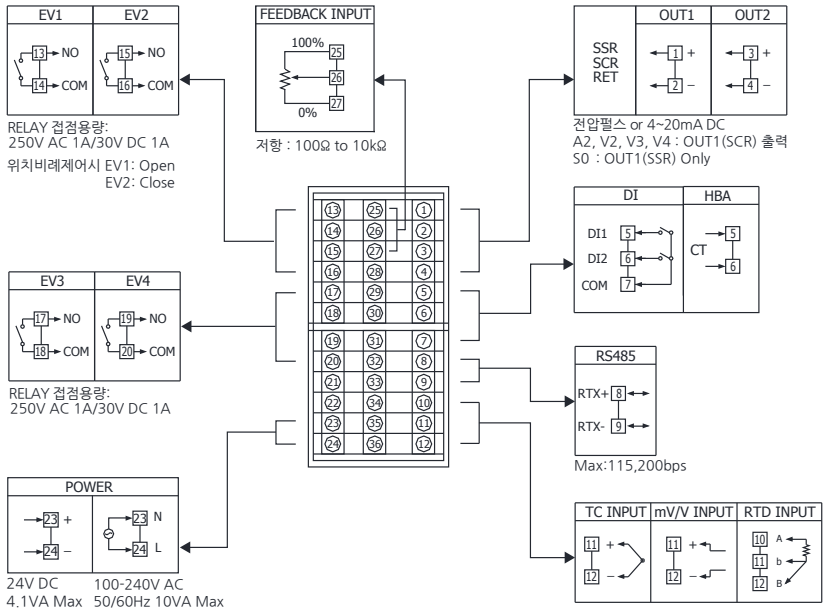 EV1 EV2
13 NO 15 NO
14 COM 16 COM
RELAY 접점용량:
250V AC 1A/30V DC 1A
위치비례제어시 EV1: Open
EV2: Close
FEEDBACK INPUT
100% 25
26
27
0%
저항 : 100Ω to 10kΩ
OUT1 OUT2
SSR
SCR
RET
1 + 3 +
2 − 4 −
전압펄스 or 4~20mA DC
A2, V2, V3, V4 : OUT1(SCR) 출력
S0 : OUT1(SSR) Only
13 25 1
14 26 2
15 27 3
16 28 4
17 29 5
18 30 6
19 31 7
20 32 8
21 33 9
22 34 10
23 35 11
24 36 12
DI HBA
DI1 5 5
DI2 6 CT
COM 7 6
EV3 EV4
17 NO 19 NO
18 COM 20 COM
RELAY 접점용량:
250V AC 1A/30V DC 1A
RS485
RTX+ 8
RTX- 9
Max:115,200bps
POWER
23 + 23 N
24 − 24 L
24V DC 100-240V AC
4.1VA Max 50/60Hz 10VA Max
TC INPUT mV/V INPUT RTD INPUT
11 + 11 + 10 A
11 b
12 − 12 − 12 B